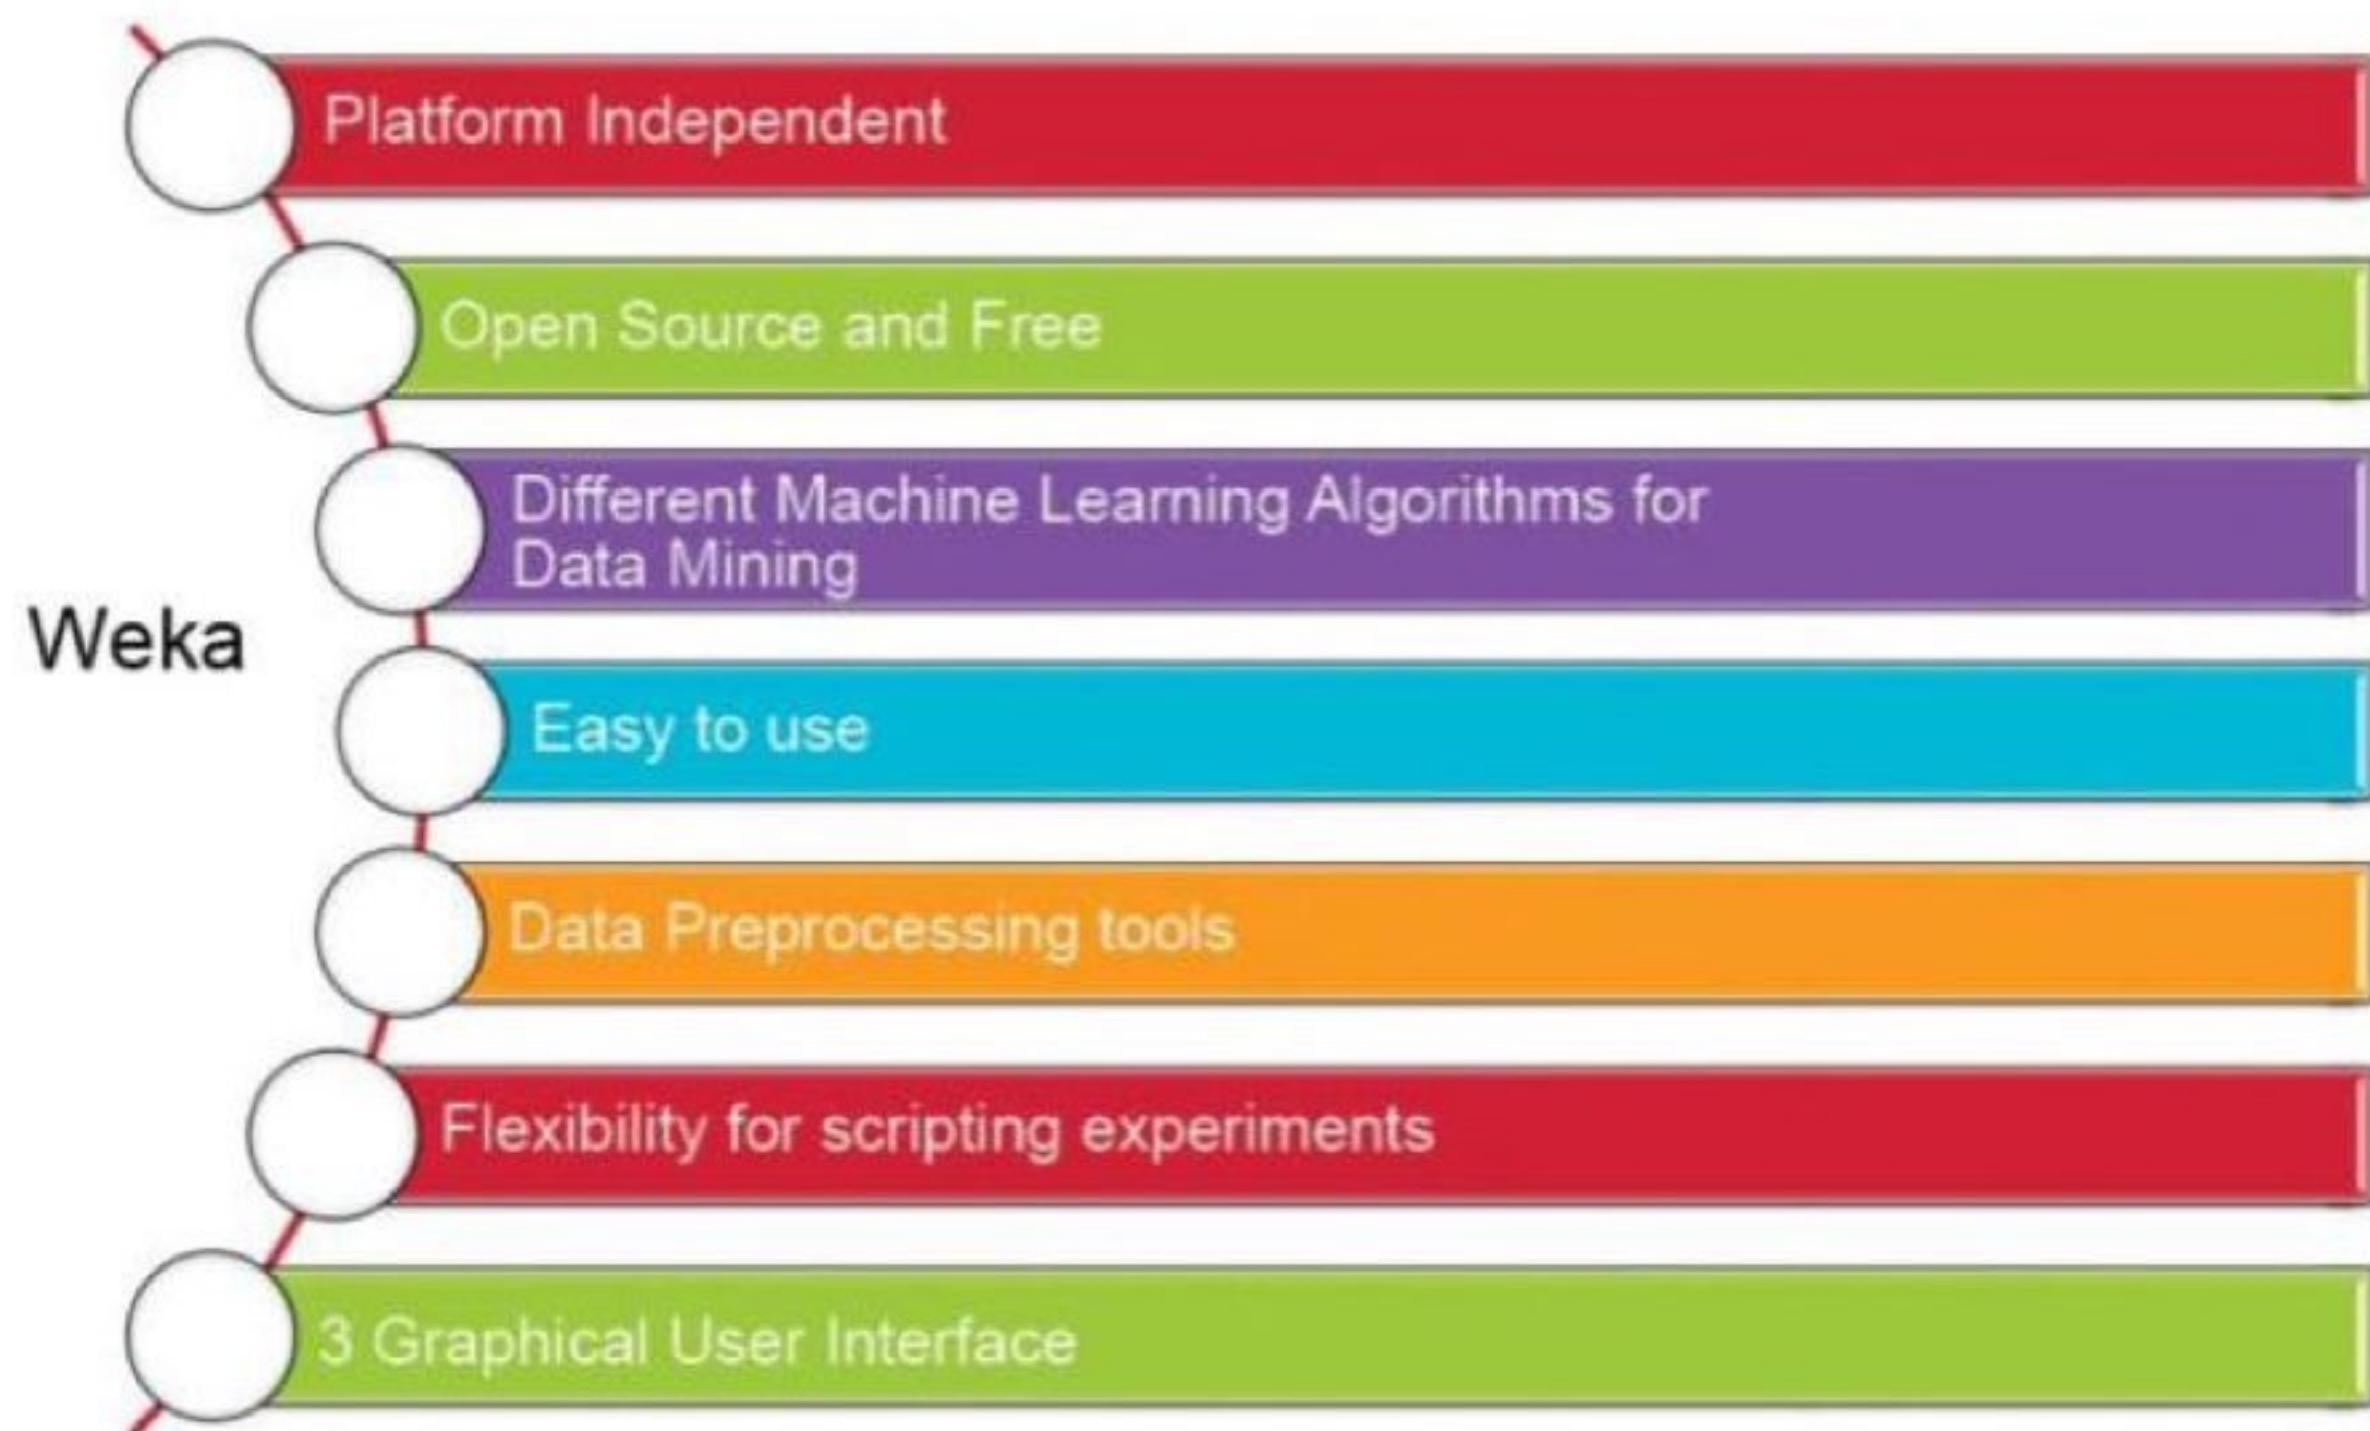 Platform Independent
Open Source and Free
Different Machine Learning Algorithms for
Data Mining
Weka
Easy to use
Data Preprocessing tools
Flexibility for scripting experiments
3 Graphical User Interface